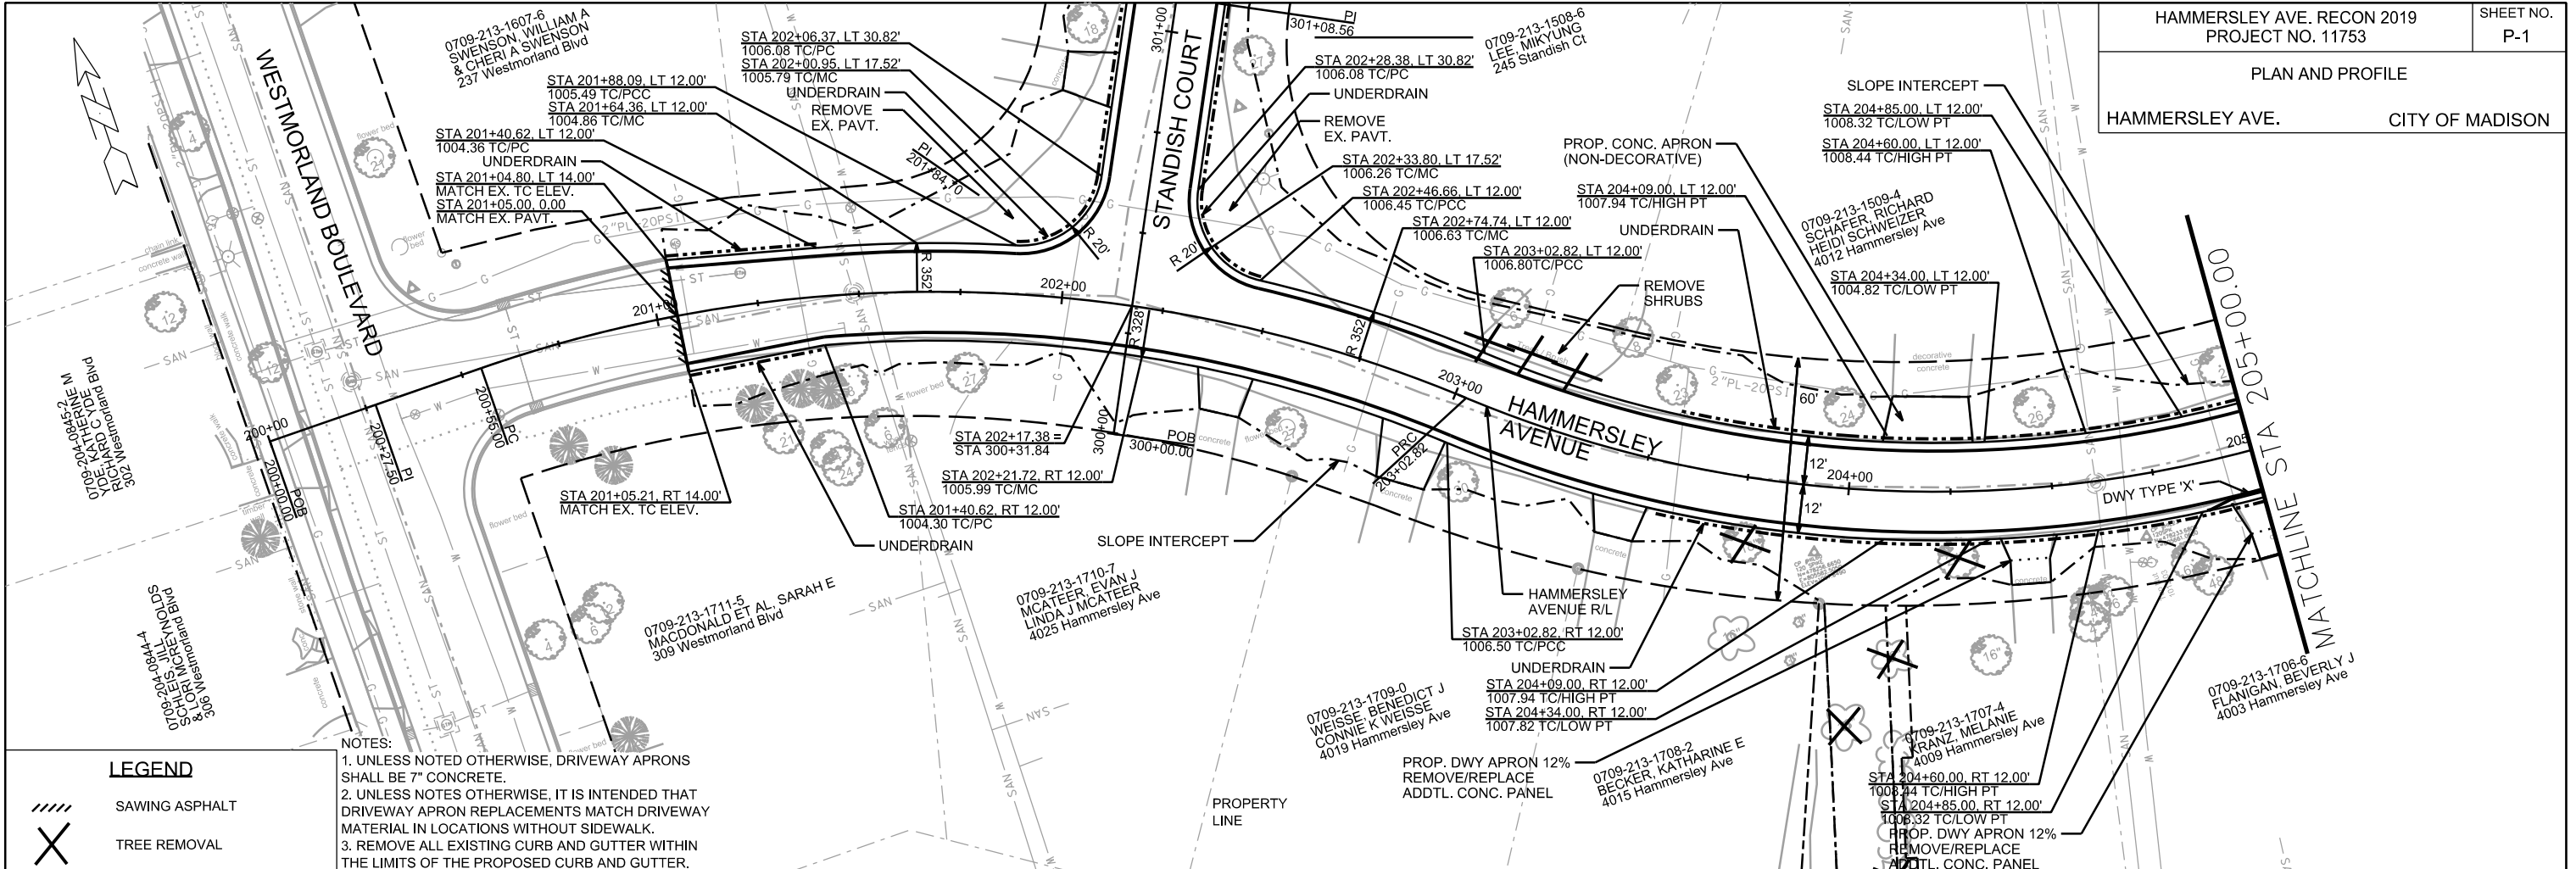 HAMMERSLEY AVE. RECON 2019
PROJECT NO. 11753
SHEET NO.
P-1
PLAN AND PROFILE
HAMMERSLEY AVE.
CITY OF MADISON
0709-213-1607-6
SWENSON, WILLIAM A
& CHERI A SWENSON
237 Westmorland Blvd
WESTMORLAND BOULEVARD
STA 202+06.37, LT 30.82'
1006.08 TC/PC
STA 202+00.95, LT 17.52'
1005.79 TC/MC
UNDERDRAIN
REMOVE
EX. PAVT.
STA 201+88.09, LT 12.00'
1005.49 TC/PCC
STA 201+64.36, LT 12.00'
1004.86 TC/MC
STA 201+40.62, LT 12.00'
1004.36 TC/PC
UNDERDRAIN
STA 201+04.80, LT 14.00'
MATCH EX. TC ELEV.
STA 201+05.00, 0.00
MATCH EX. PAVT.
PI
201+84.10
301+00
STANDISH COURT
PI
301+08.56
0709-213-1508-6
LEE, MIKYUNG
245 Standish Ct
STA 202+28.38, LT 30.82'
1006.08 TC/PC
UNDERDRAIN
REMOVE
EX. PAVT.
STA 202+33.80, LT 17.52'
1006.26 TC/MC
STA 202+46.66, LT 12.00'
1006.45 TC/PCC
STA 202+74.74, LT 12.00'
1006.63 TC/MC
STA 203+02.82, LT 12.00'
1006.80TC/PCC
REMOVE
SHRUBS
PROP. CONC. APRON
(NON-DECORATIVE)
STA 204+09.00, LT 12.00'
1007.94 TC/HIGH PT
UNDERDRAIN
SLOPE INTERCEPT
STA 204+85.00, LT 12.00'
1008.32 TC/LOW PT
STA 204+60.00, LT 12.00'
1008.44 TC/HIGH PT
0709-213-1509-4
SCHAFER, RICHARD
HEIDI SCHWEIZER
4012 Hammersley Ave
STA 204+34.00, LT 12.00'
1004.82 TC/LOW PT
MATCHLINE STA 205+00.00
R 20'
R 20'
R 352'
R 328'
R 352'
2"PL-20PSI
2"PL-20PSI
flower bed
flower bed
chain link
concrete wall
decorative
concrete
200+00
201+0
202+00
203+00
204+00
205
HAMMERSLEY
AVENUE
60'
12'
12'
DWY TYPE 'X'
POB
200+00.00
PI
200+27.50
PC
200+56.00
0709-204-0845-2
YDE, KATHERINE M
RICHARD C YDE
302 Westmorland Blvd
0709-204-0844-4
SCHLEIS, JILL
& LORI MCREYNOLDS
306 Westmorland Blvd
STA 201+05.21, RT 14.00'
MATCH EX. TC ELEV.
STA 202+17.38 =
STA 300+31.84
STA 202+21.72, RT 12.00'
1005.99 TC/MC
STA 201+40.62, RT 12.00'
1004.30 TC/PC
UNDERDRAIN
300+00
POB
300+00.00
PRC
203+02.82
SLOPE INTERCEPT
0709-213-1711-5
MACDONALD ET AL, SARAH E
309 Westmorland Blvd
0709-213-1710-7
MCATEER, EVAN J
LINDA J MCATEER
4025 Hammersley Ave
HAMMERSLEY
AVENUE R/L
STA 203+02.82, RT 12.00'
1006.50 TC/PCC
UNDERDRAIN
STA 204+09.00, RT 12.00'
1007.94 TC/HIGH PT
STA 204+34.00, RT 12.00'
1007.82 TC/LOW PT
0709-213-1709-0
WEISSE, BENEDICT J
CONNIE K WEISSE
4019 Hammersley Ave
PROP. DWY APRON 12%
REMOVE/REPLACE
ADDTL. CONC. PANEL
0709-213-1708-2
BECKER, KATHARINE E
4015 Hammersley Ave
0709-213-1707-4
KRANZ, MELANIE
4009 Hammersley Ave
0709-213-1706-6
FLANIGAN, BEVERLY J
4003 Hammersley Ave
STA 204+60.00, RT 12.00'
1008.44 TC/HIGH PT
STA 204+85.00, RT 12.00'
1008.32 TC/LOW PT
PROP. DWY APRON 12%
REMOVE/REPLACE
ADDTL. CONC. PANEL
PROPERTY
LINE
LEGEND
SAWING ASPHALT
TREE REMOVAL
NOTES:
1. UNLESS NOTED OTHERWISE, DRIVEWAY APRONS
SHALL BE 7" CONCRETE.
2. UNLESS NOTES OTHERWISE, IT IS INTENDED THAT
DRIVEWAY APRON REPLACEMENTS MATCH DRIVEWAY
MATERIAL IN LOCATIONS WITHOUT SIDEWALK.
3. REMOVE ALL EXISTING CURB AND GUTTER WITHIN
THE LIMITS OF THE PROPOSED CURB AND GUTTER.